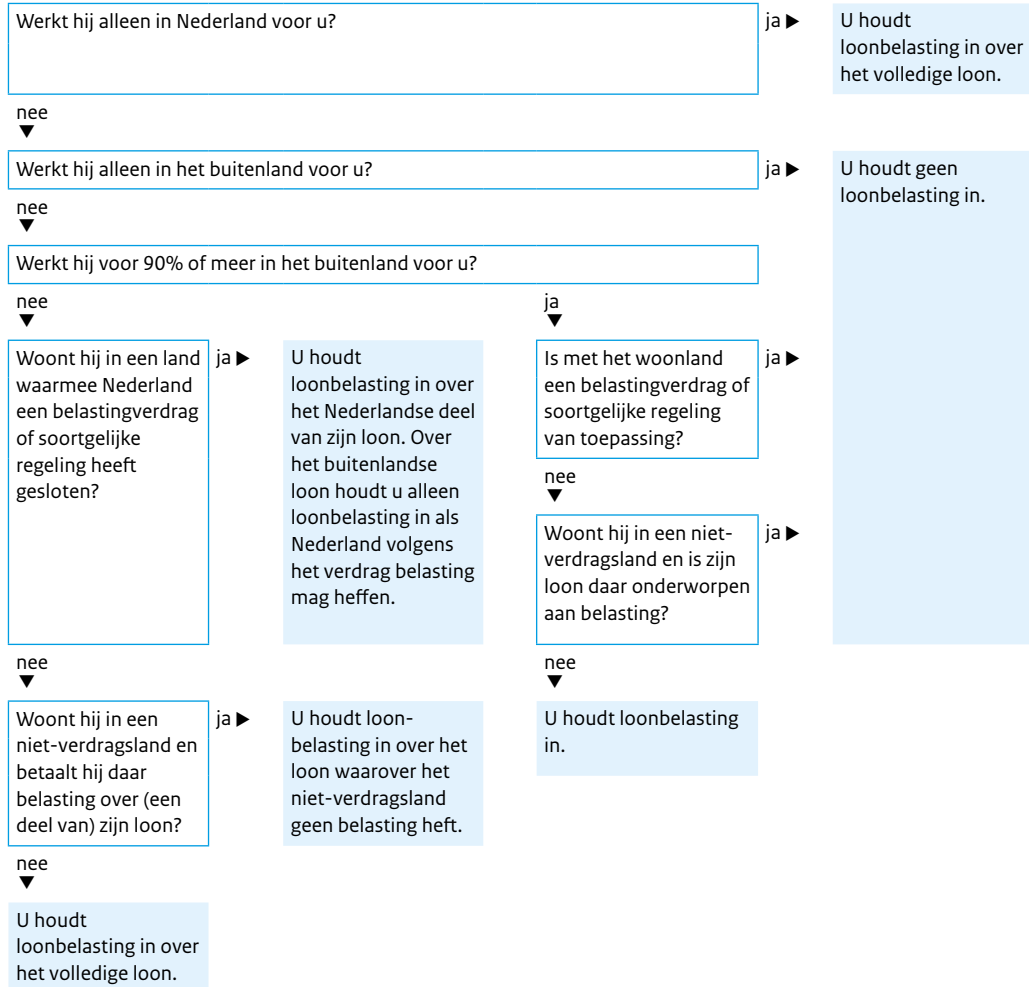 Werkt hij alleen in Nederland voor u?
ja ▶
U houdt
loonbelasting in over
het volledige loon.
nee
▼
Werkt hij alleen in het buitenland voor u?
ja ▶
U houdt geen
loonbelasting in.
nee
▼
Werkt hij voor 90% of meer in het buitenland voor u?
nee
▼
ja
▼
Woont hij in een land
waarmee Nederland
een belastingverdrag
of soortgelijke
regeling heeft
gesloten?
ja ▶
U houdt
loonbelasting in over
het Nederlandse deel
van zijn loon. Over
het buitenlandse
loon houdt u alleen
loonbelasting in als
Nederland volgens
het verdrag belasting
mag heffen.
Is met het woonland
een belastingverdrag of
soortgelijke regeling
van toepassing?
ja ▶
nee
▼
Woont hij in een niet-
verdragsland en is zijn
loon daar onderworpen
aan belasting?
ja ▶
nee
▼
nee
▼
Woont hij in een
niet-verdragsland en
betaalt hij daar
belasting over (een
deel van) zijn loon?
ja ▶
U houdt loon-
belasting in over het
loon waarover het
niet-verdragsland
geen belasting heft.
U houdt loonbelasting
in.
nee
▼
U houdt
loonbelasting in over
het volledige loon.